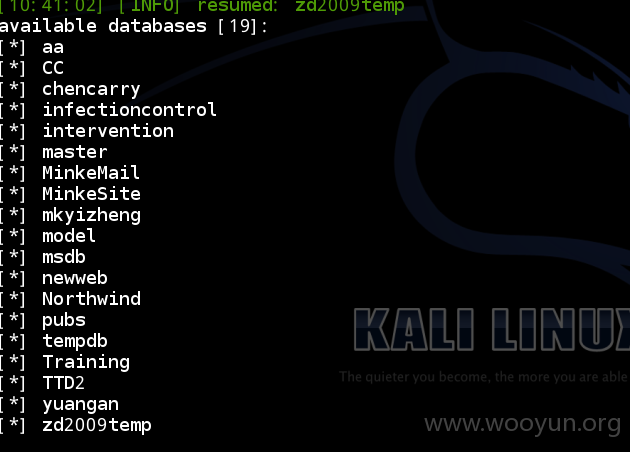 [10:41:02] [INFO] resumed: zd2009temp
available databases [19]:
[*] aa
[*] CC
[*] chencarry
[*] infectioncontrol
[*] intervention
[*] master
[*] MinkeMail
[*] MinkeSite
[*] mkyizheng
[*] model
[*] msdb
[*] newweb
[*] Northwind
[*] pubs
[*] tempdb
[*] Training
[*] TTD2
[*] yuangan
[*] zd2009temp
KALI LINUX
The quieter you become, the more you are able
www.wooyun.org